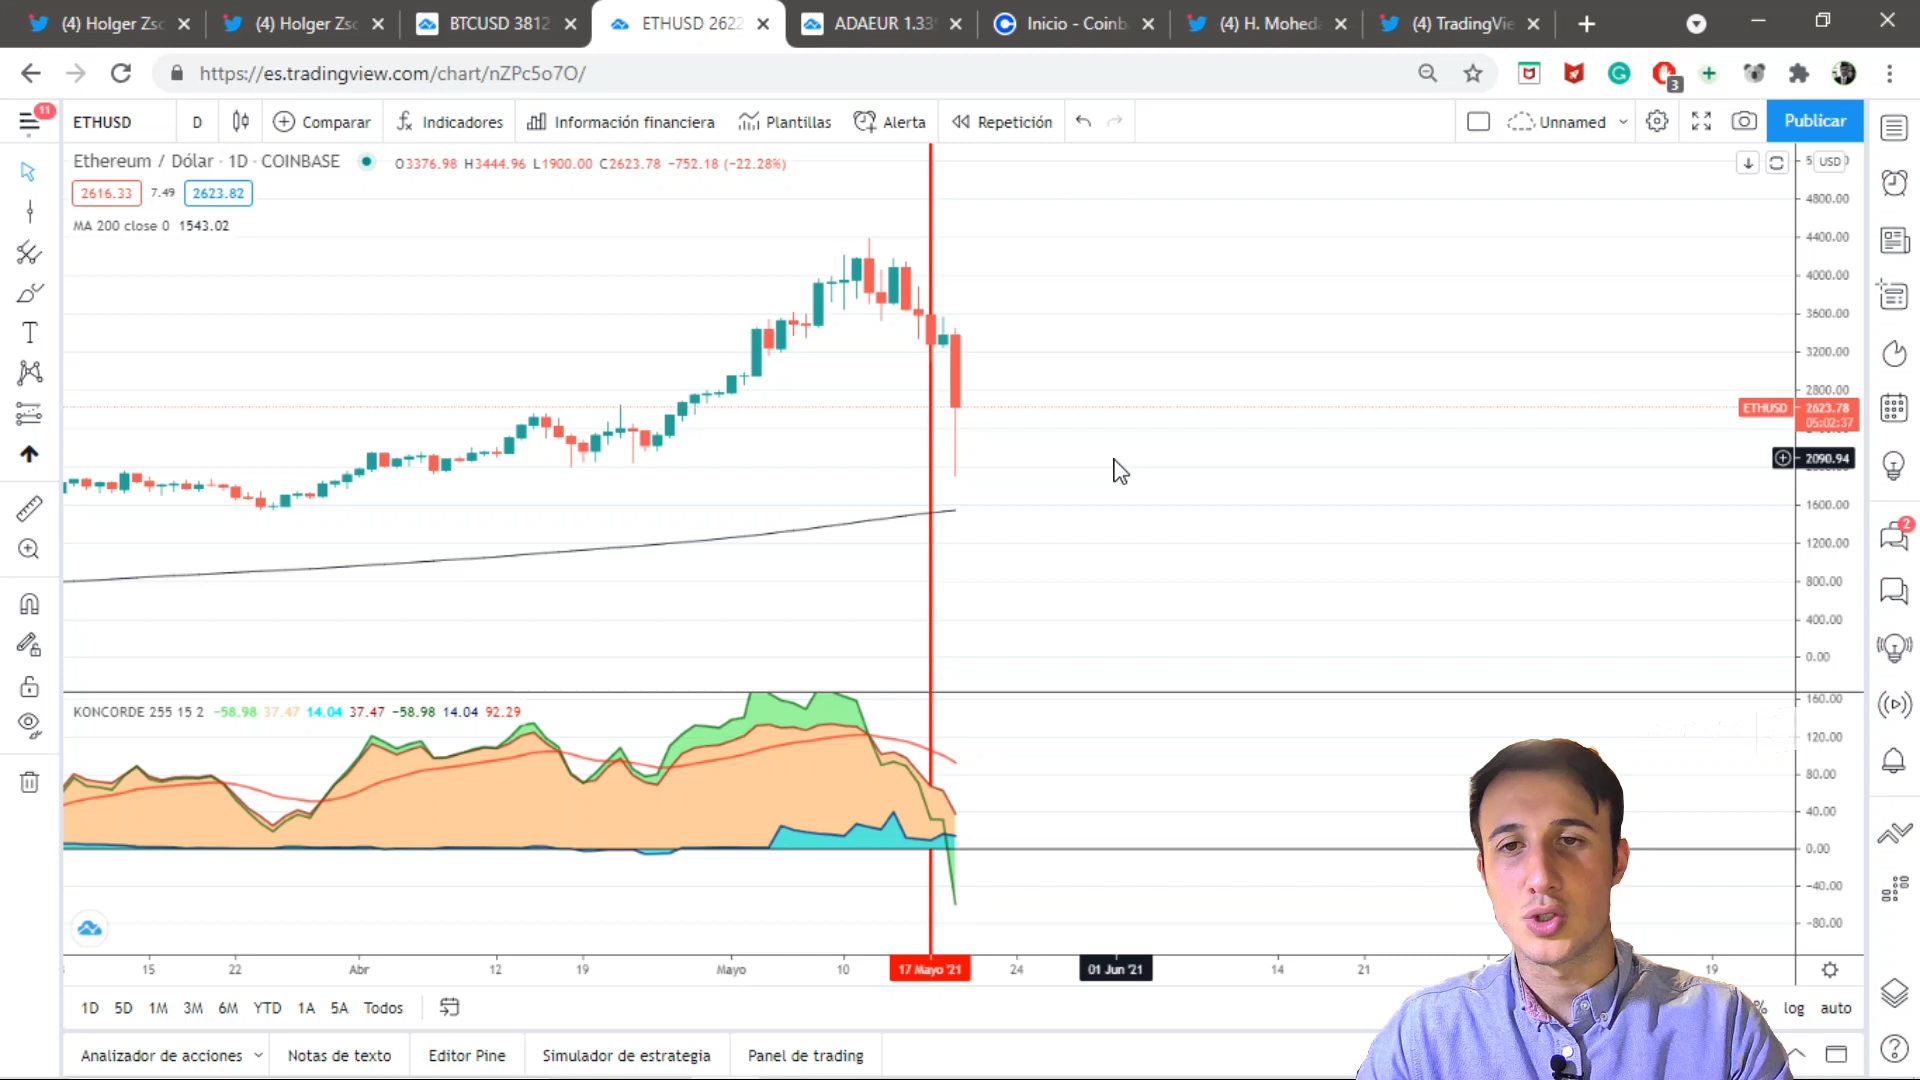 (4) Holger Zsc
(4) Holger Zsc
BTCUSD 3812
ETHUSD 2622
ADAEUR 1.33
Inicio - Coinb
(4) H. Moheda
(4) TradingVie
https://es.tradingview.com/chart/nZPc5o7O/
3
11
ETHUSD
D
Comparar
Indicadores
Información financiera
Plantillas
Alerta
Repetición
Unnamed
Publicar
Ethereum / Dólar · 1D · COINBASE
O3376.98 H3444.96 L1900.00 C2623.78 −752.18 (−22.28%)
USD
2616.33 7.49 2623.82
MA 200 close 0 1543.02
4800.00
4400.00
4000.00
3600.00
3200.00
2800.00
ETHUSD 2623.78
05:02:37
2090.94
1600.00
1200.00
800.00
400.00
0.00
2
KONCORDE 255 15 2 −58.98 37.47 14.04 37.47 −58.98 14.04 92.29
160.00
120.00
80.00
40.00
0.00
−40.00
−80.00
15 22 Abr 12 19 Mayo 10 17 Mayo '21 24 01 Jun '21 14 21 19
1D 5D 1M 3M 6M YTD 1A 5A Todos
% log auto
Analizador de acciones
Notas de texto
Editor Pine
Simulador de estrategia
Panel de trading